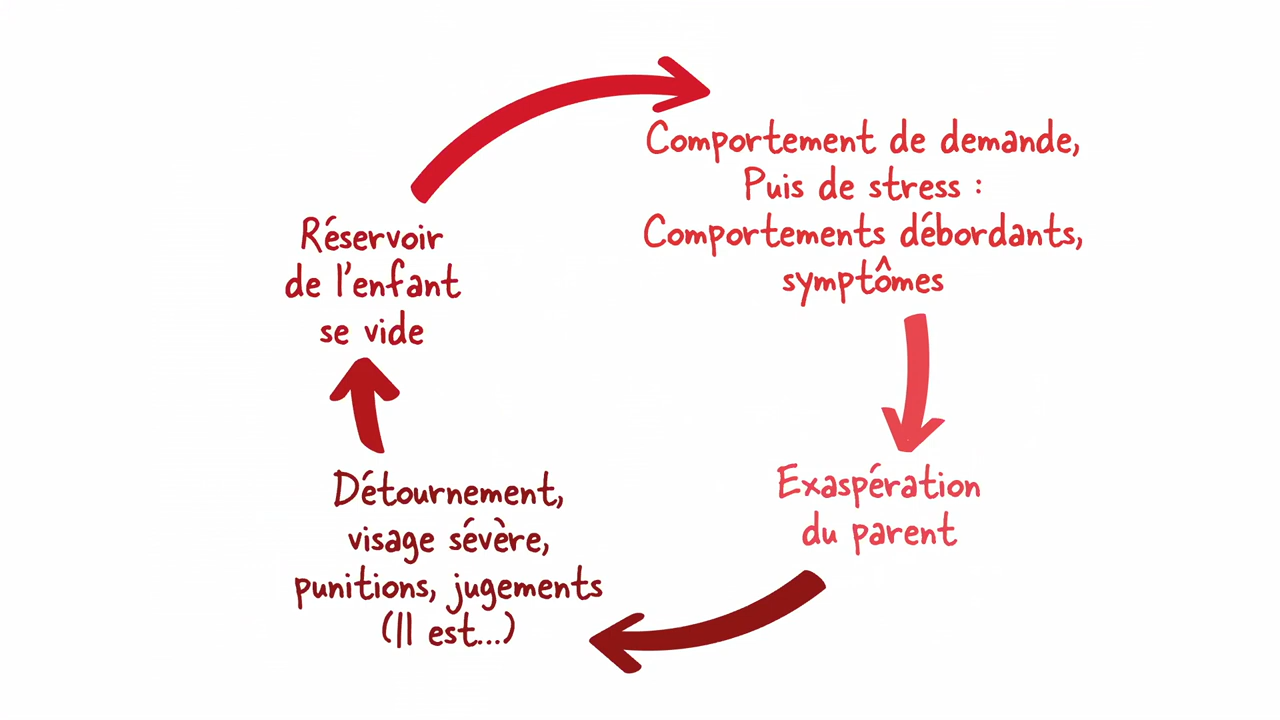 Réservoir
de l'enfant
se vide
Comportement de demande,
Puis de stress :
Comportements débordants,
symptômes
Exaspération
du parent
Détournement,
visage sévère,
punitions, jugements
(Il est...)